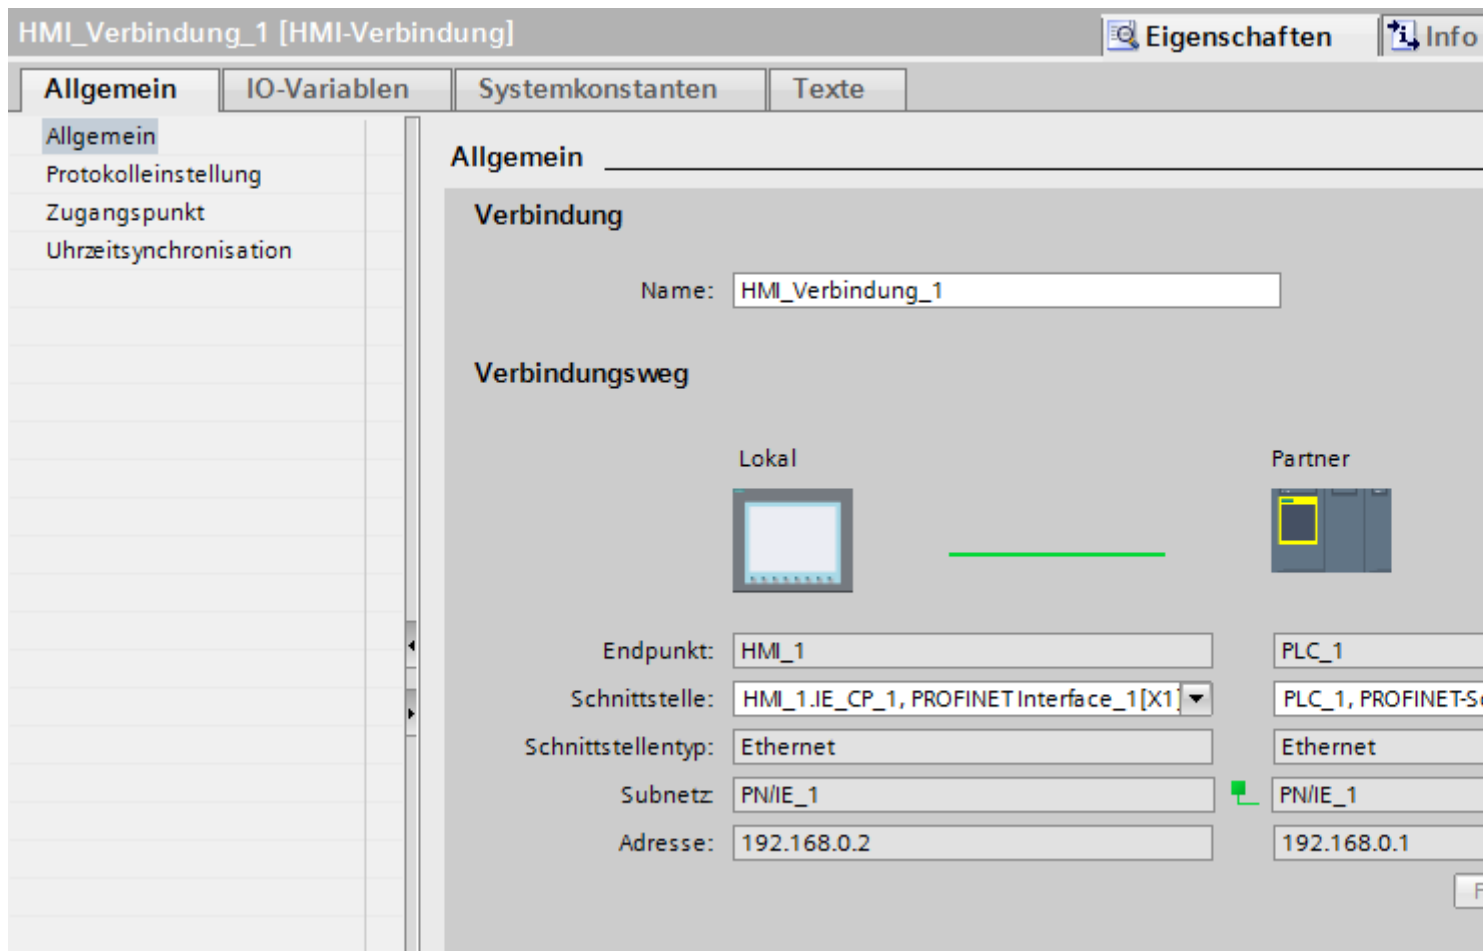 HMI_Verbindung_1 [HMI-Verbindung]
Eigenschaften
Info
Allgemein
IO-Variablen
Systemkonstanten
Texte
Allgemein
Protokolleinstellung
Zugangspunkt
Uhrzeitsynchronisation
Allgemein
Verbindung
Name: HMI_Verbindung_1
Verbindungsweg
Lokal
Partner
Endpunkt: HMI_1 PLC_1
Schnittstelle: HMI_1.IE_CP_1, PROFINET Interface_1[X1] PLC_1, PROFINET-S
Schnittstellentyp: Ethernet Ethernet
Subnetz: PN/IE_1 PN/IE_1
Adresse: 192.168.0.2 192.168.0.1